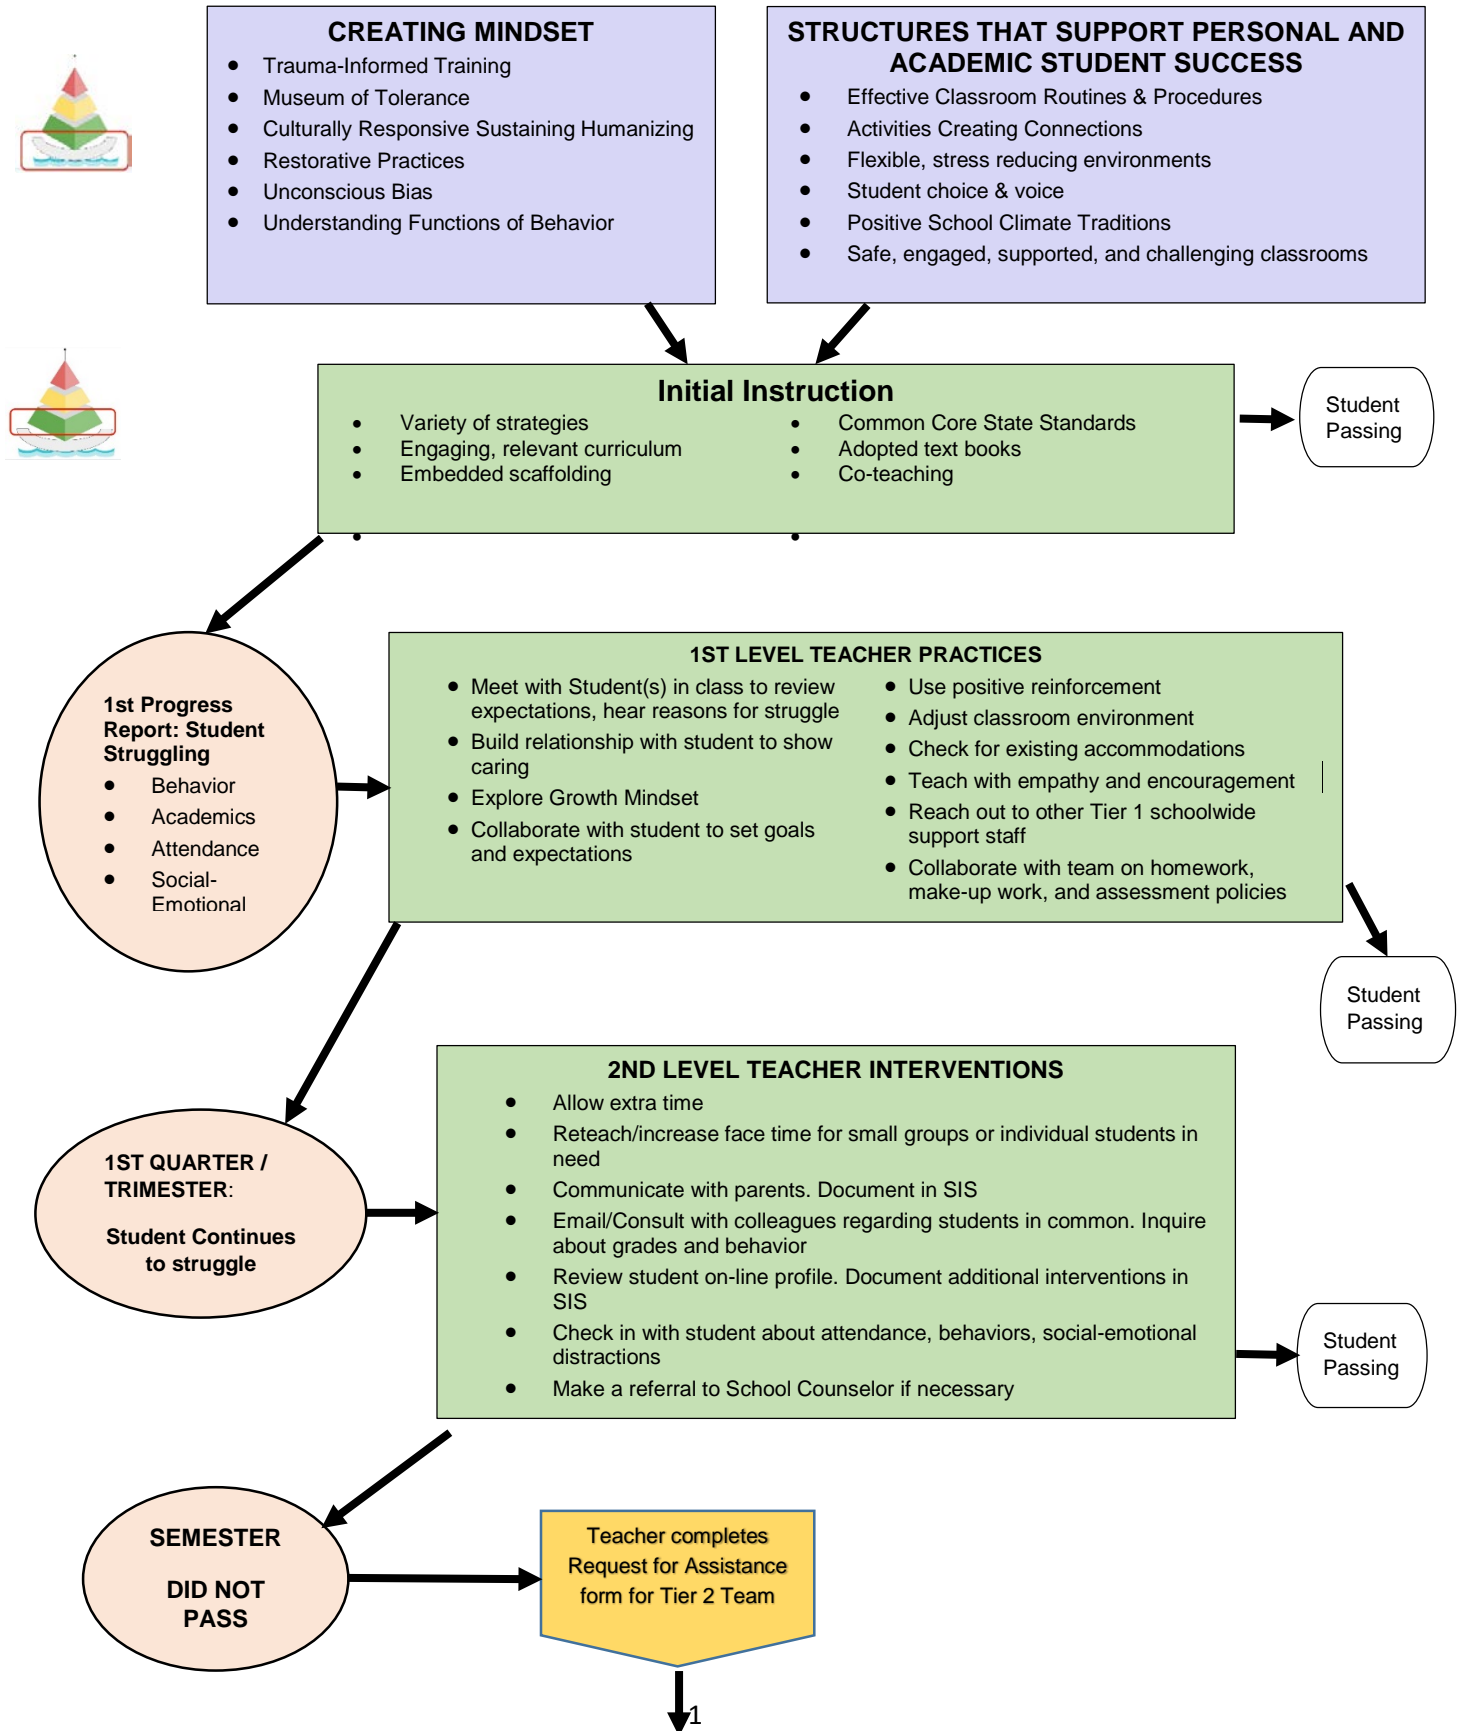 CREATING MINDSET
• Trauma-Informed Training
• Museum of Tolerance
• Culturally Responsive Sustaining Humanizing
• Restorative Practices
• Unconscious Bias
• Understanding Functions of Behavior
STRUCTURES THAT SUPPORT PERSONAL AND
ACADEMIC STUDENT SUCCESS
• Effective Classroom Routines & Procedures
• Activities Creating Connections
• Flexible, stress reducing environments
• Student choice & voice
• Positive School Climate Traditions
• Safe, engaged, supported, and challenging classrooms
Initial Instruction
• Variety of strategies
• Engaging, relevant curriculum
• Embedded scaffolding
•
• Common Core State Standards
• Adopted text books
• Co-teaching
•
Student
Passing
1st Progress
Report: Student
Struggling
• Behavior
• Academics
• Attendance
• Social-
Emotional
1ST LEVEL TEACHER PRACTICES
• Meet with Student(s) in class to review
expectations, hear reasons for struggle
• Build relationship with student to show
caring
• Explore Growth Mindset
• Collaborate with student to set goals
and expectations
• Use positive reinforcement
• Adjust classroom environment
• Check for existing accommodations
• Teach with empathy and encouragement
• Reach out to other Tier 1 schoolwide
support staff
• Collaborate with team on homework,
make-up work, and assessment policies
Student
Passing
1ST QUARTER /
TRIMESTER:
Student Continues
to struggle
2ND LEVEL TEACHER INTERVENTIONS
• Allow extra time
• Reteach/increase face time for small groups or individual students in
need
• Communicate with parents. Document in SIS
• Email/Consult with colleagues regarding students in common. Inquire
about grades and behavior
• Review student on-line profile. Document additional interventions in
SIS
• Check in with student about attendance, behaviors, social-emotional
distractions
• Make a referral to School Counselor if necessary
Student
Passing
SEMESTER
DID NOT
PASS
Teacher completes
Request for Assistance
form for Tier 2 Team
1